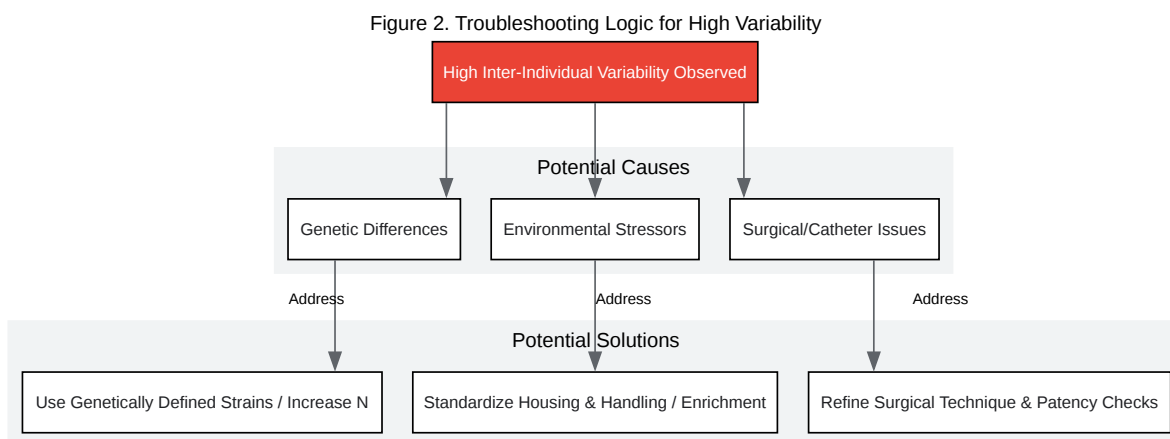 Figure 2. Troubleshooting Logic for High Variability
High Inter-Individual Variability Observed
Potential Causes
Genetic Differences
Environmental Stressors
Surgical/Catheter Issues
Address
Address
Address
Potential Solutions
Use Genetically Defined Strains / Increase N
Standardize Housing & Handling / Enrichment
Refine Surgical Technique & Patency Checks